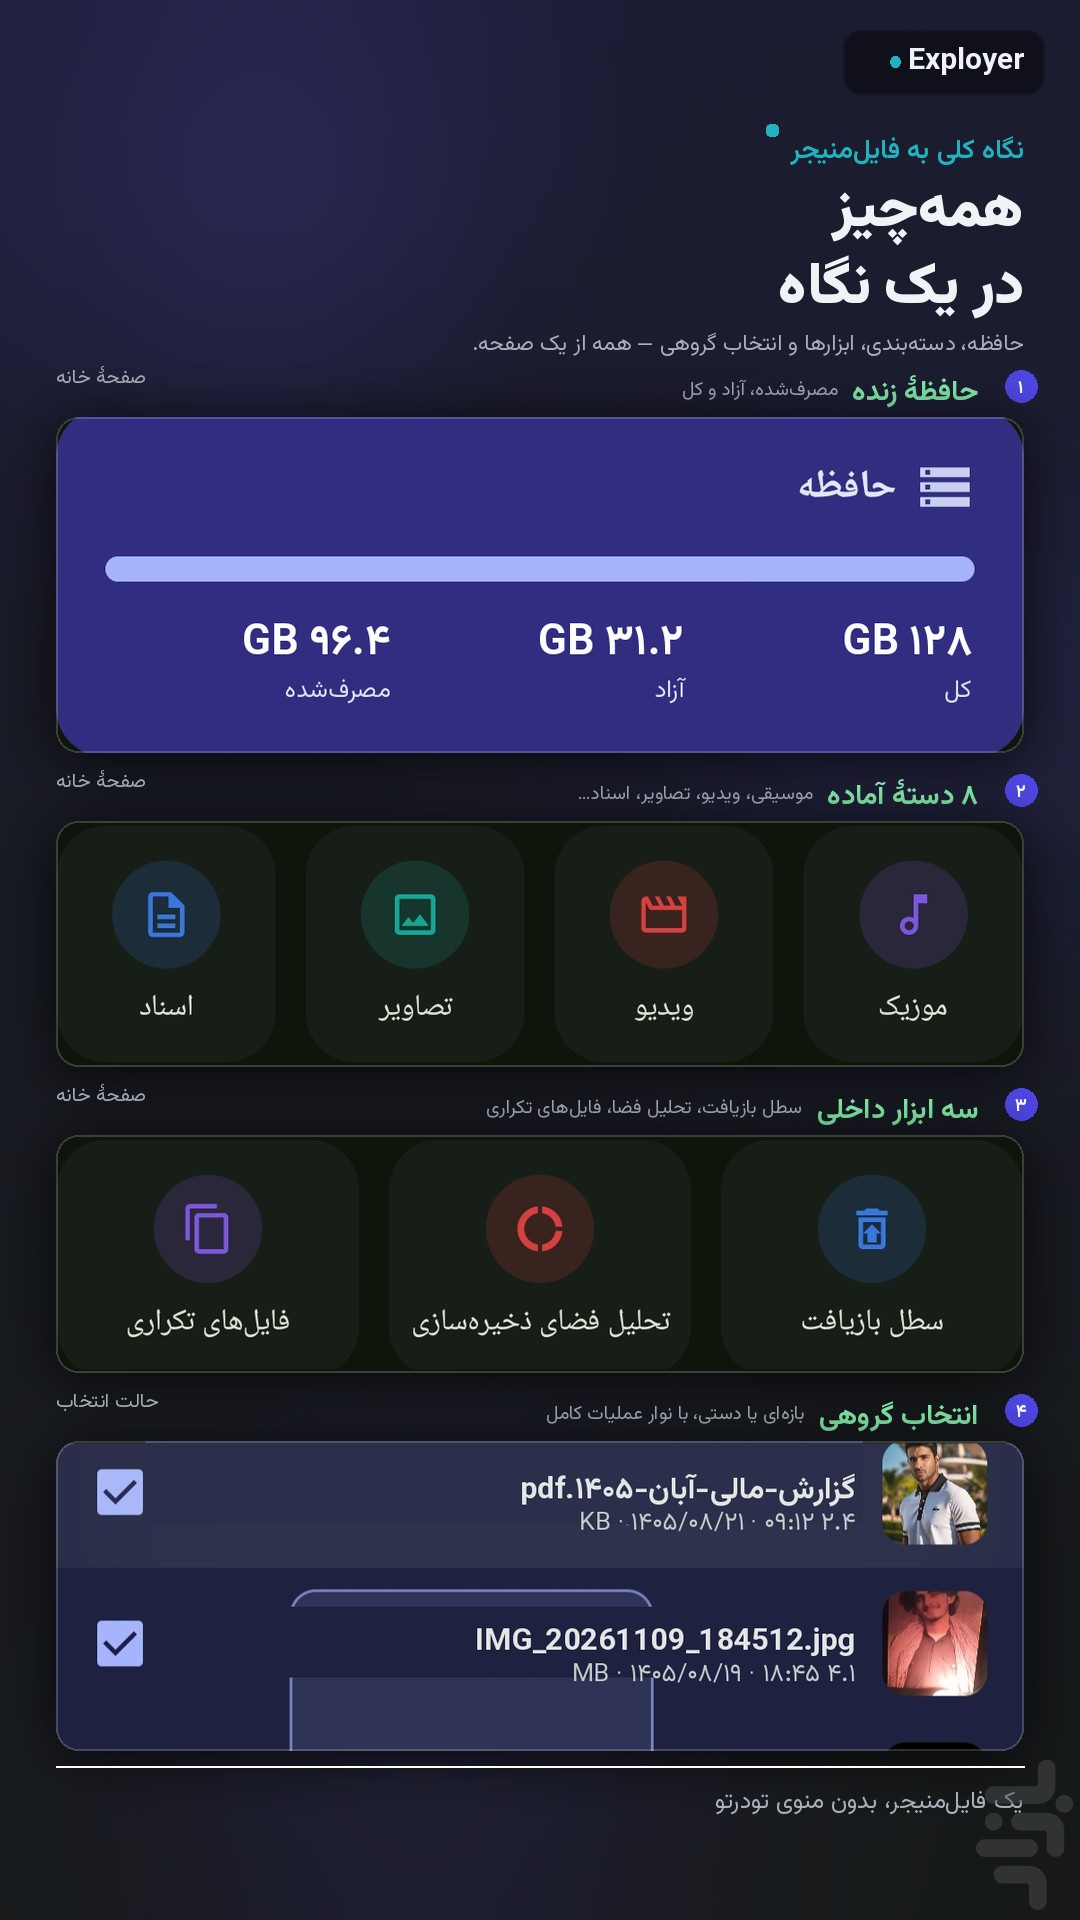 Exployer
نگاه کلی به فایل‌منیجر
همه‌چیز
در یک نگاه
حافظه، دسته‌بندی، ابزارها و انتخاب گروهی — همه از یک صفحه.
۱ حافظهٔ زنده مصرف‌شده، آزاد و کل صفحهٔ خانه
حافظه
۱۲۸ GB ۳۱.۲ GB ۹۶.۴ GB
کل آزاد مصرف‌شده
۲ ۸ دستهٔ آماده موسیقی، ویدیو، تصاویر، اسناد... صفحهٔ خانه
موزیک ویدیو تصاویر اسناد
۳ سه ابزار داخلی سطل بازیافت، تحلیل فضا، فایل‌های تکراری صفحهٔ خانه
سطل بازیافت تحلیل فضای ذخیره‌سازی فایل‌های تکراری
۴ انتخاب گروهی بازه‌ای یا دستی، با نوار عملیات کامل حالت انتخاب
گزارش-مالی-آبان-۱۴۰۵.pdf
۲.۴ KB · ۱۴۰۵/۰۸/۲۱ · ۰۹:۱۲
IMG_20261109_184512.jpg
۴.۱ MB · ۱۴۰۵/۰۸/۱۹ · ۱۸:۴۵
یک فایل‌منیجر، بدون منوی تودرتو
بازار